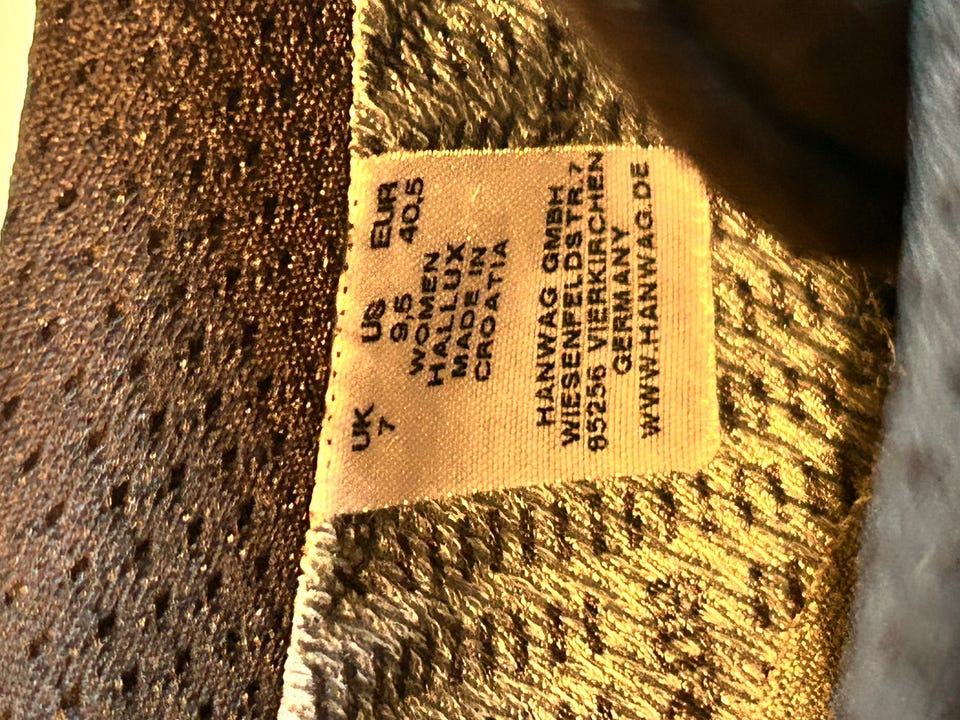 UK US EUR
7 9,5 40,5
WOMEN
HALLUX
MADE IN
CROATIA
HANWAG GMBH
WIESENFELDSTR. 7
85256 VIERKIRCHEN
GERMANY
WWW.HANWAG.DE